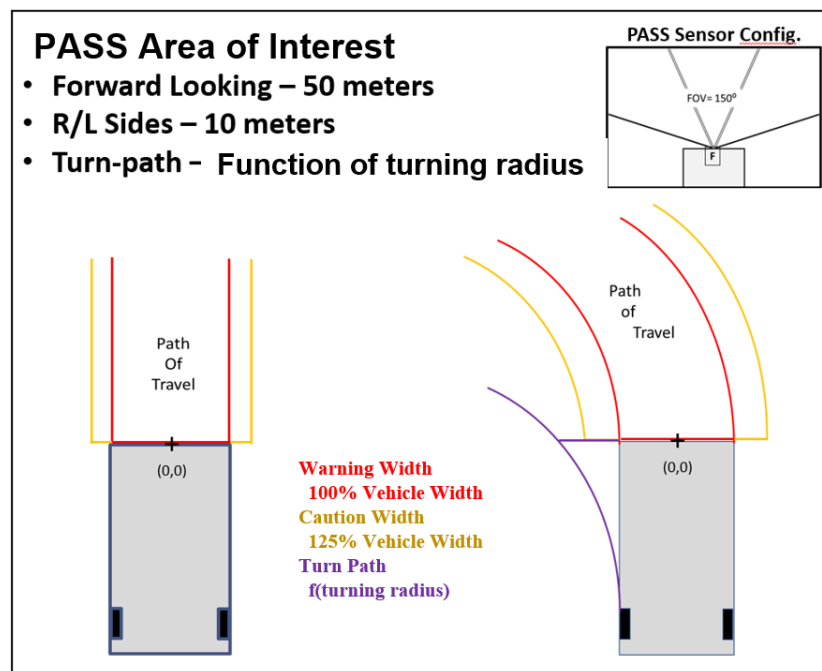 PASS Area of Interest
• Forward Looking – 50 meters
• R/L Sides – 10 meters
• Turn-path – Function of turning radius
PASS Sensor Config.
FOV= 150⁰
F
Path
Of
Travel
(0,0)
Warning Width
100% Vehicle Width
Caution Width
125% Vehicle Width
Turn Path
f(turning radius)
Path
of
Travel
(0,0)